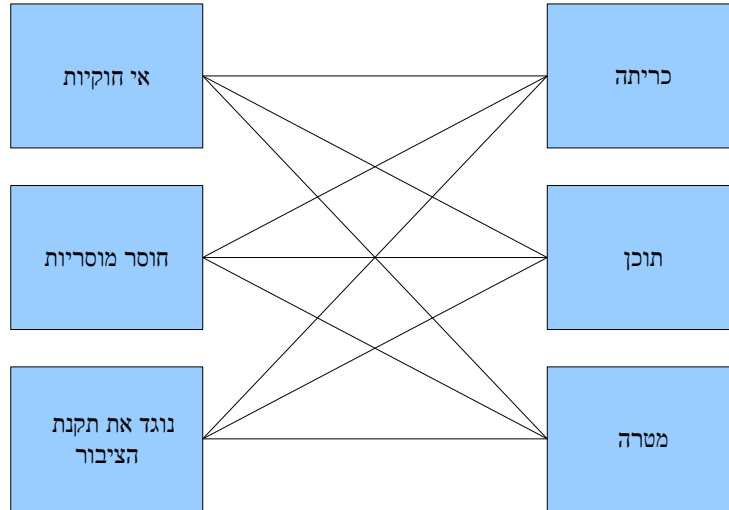 אי חוקיות
כריתה
חוסר מוסריות
תוכן
נוגד את תקנת
הציבור
מטרה